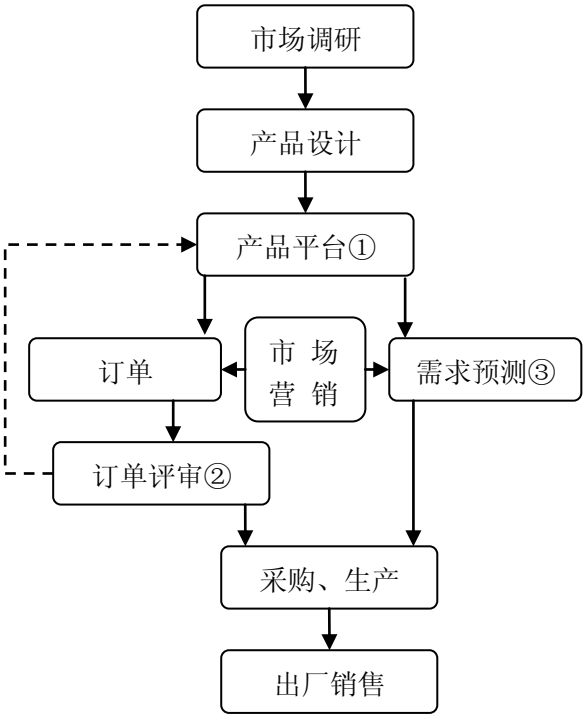 市场调研
产品设计
产品平台①
订单
市 场
营 销
需求预测③
订单评审②
采购、生产
出厂销售